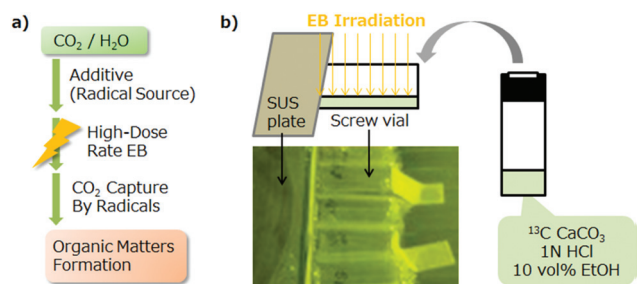 a)
CO₂ / H₂O
Additive
(Radical Source)
High-Dose
Rate EB
CO₂ Capture
By Radicals
Organic Matters
Formation
b)
EB Irradiation
SUS
plate
Screw vial
¹³C CaCO₃
1N HCl
10 vol% EtOH